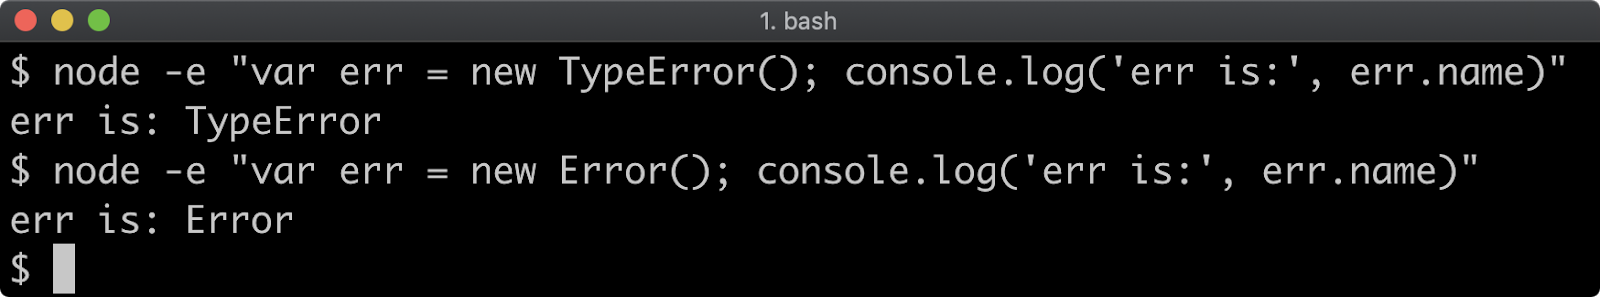 1. bash
$ node -e "var err = new TypeError(); console.log('err is:', err.name)"
err is: TypeError
$ node -e "var err = new Error(); console.log('err is:', err.name)"
err is: Error
$